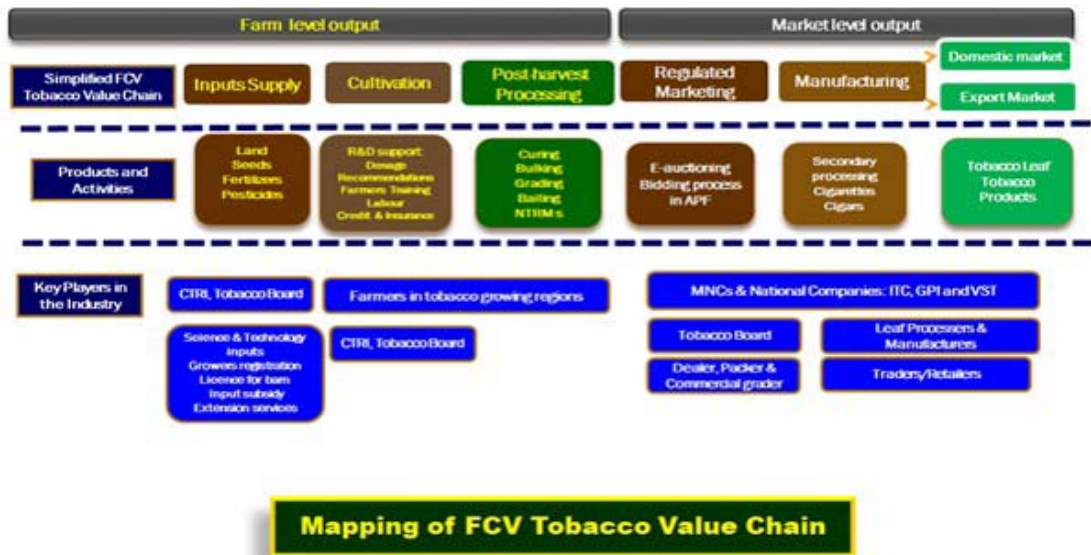 Farm level output
Market level output
Simplified FCV
Tobacco Value Chain
Inputs Supply
Cultivation
Post-harvest
Processing
Regulated
Marketing
Manufacturing
Domestic market
Export Market
Products and
Activities
Land
Seeds
Fertilizers
Pesticides
R&D support
Dosage
Recommendations
Farmers Training
Labour
Credit & Insurance
Curing
Bulking
Grading
Bailing
NTRMs
E-auctioning
Bidding process
in APF
Secondary
processing
Cigarettes
Cigars
Tobacco Leaf
Tobacco
Products
Key Players in
the Industry
CTRI, Tobacco Board
Farmers in tobacco growing regions
MNCs & National Companies: ITC, GPI and VST
Science & Technology
inputs
Growers registration
Licence for barn
Input subsidy
Extension services
CTRI, Tobacco Board
Tobacco Board
Leaf Processers &
Manufacturers
Dealer, Packer &
Commercial grader
Traders/Retailers
Mapping of FCV Tobacco Value Chain